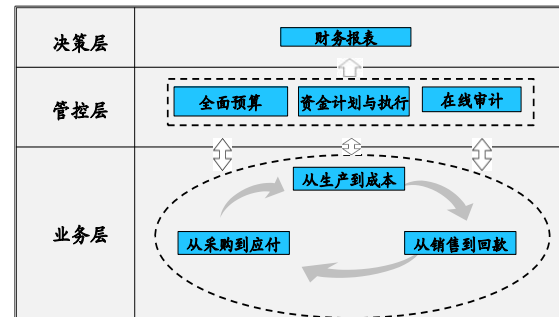 决策层
财务报表
管控层
全面预算
资金计划与执行
在线审计
业务层
从生产到成本
从采购到应付
从销售到回款